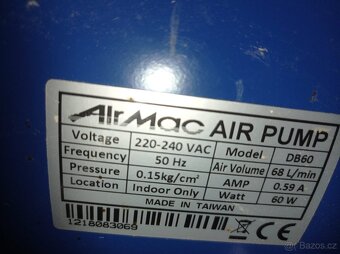 AirMac AIR PUMP
Voltage 220-240 VAC Model DB60
Frequency 50 Hz Air Volume 68 L/min
Pressure 0.15kg/cm² AMP 0.59 A
Location Indoor Only Watt 60 W
MADE IN TAIWAN
1218083069
CE
Bazoš.cz